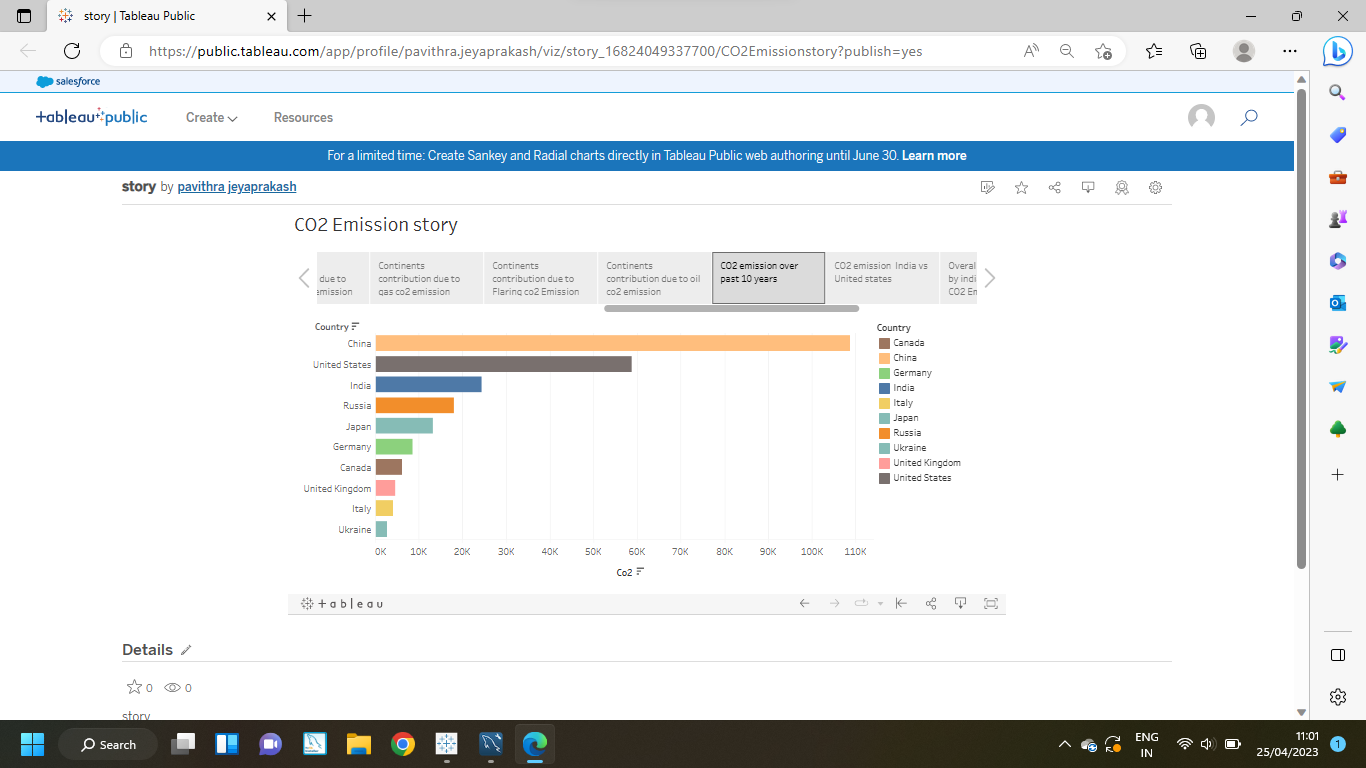 story | Tableau Public
https://public.tableau.com/app/profile/pavithra.jeyaprakash/viz/story_16824049337700/CO2Emissionstory?publish=yes
salesforce
+ableau+public
Create
Resources
For a limited time: Create Sankey and Radial charts directly in Tableau Public web authoring until June 30. Learn more
story by pavithra jeyaprakash
CO2 Emission story
due to
emission
Continents
contribution due to
gas co2 emission
Continents
contribution due to
Flaring co2 Emission
Continents
contribution due to oil
co2 emission
CO2 emission over
past 10 years
CO2 emission India vs
United states
Overal
by indi
CO2 Em
Country
China
United States
India
Russia
Japan
Germany
Canada
United Kingdom
Italy
Ukraine
0K 10K 20K 30K 40K 50K 60K 70K 80K 90K 100K 110K
Co2
Country
Canada
China
Germany
India
Italy
Japan
Russia
Ukraine
United Kingdom
United States
+ableau
Details
0 0
story
Search
ENG
IN
11:01
25/04/2023
1